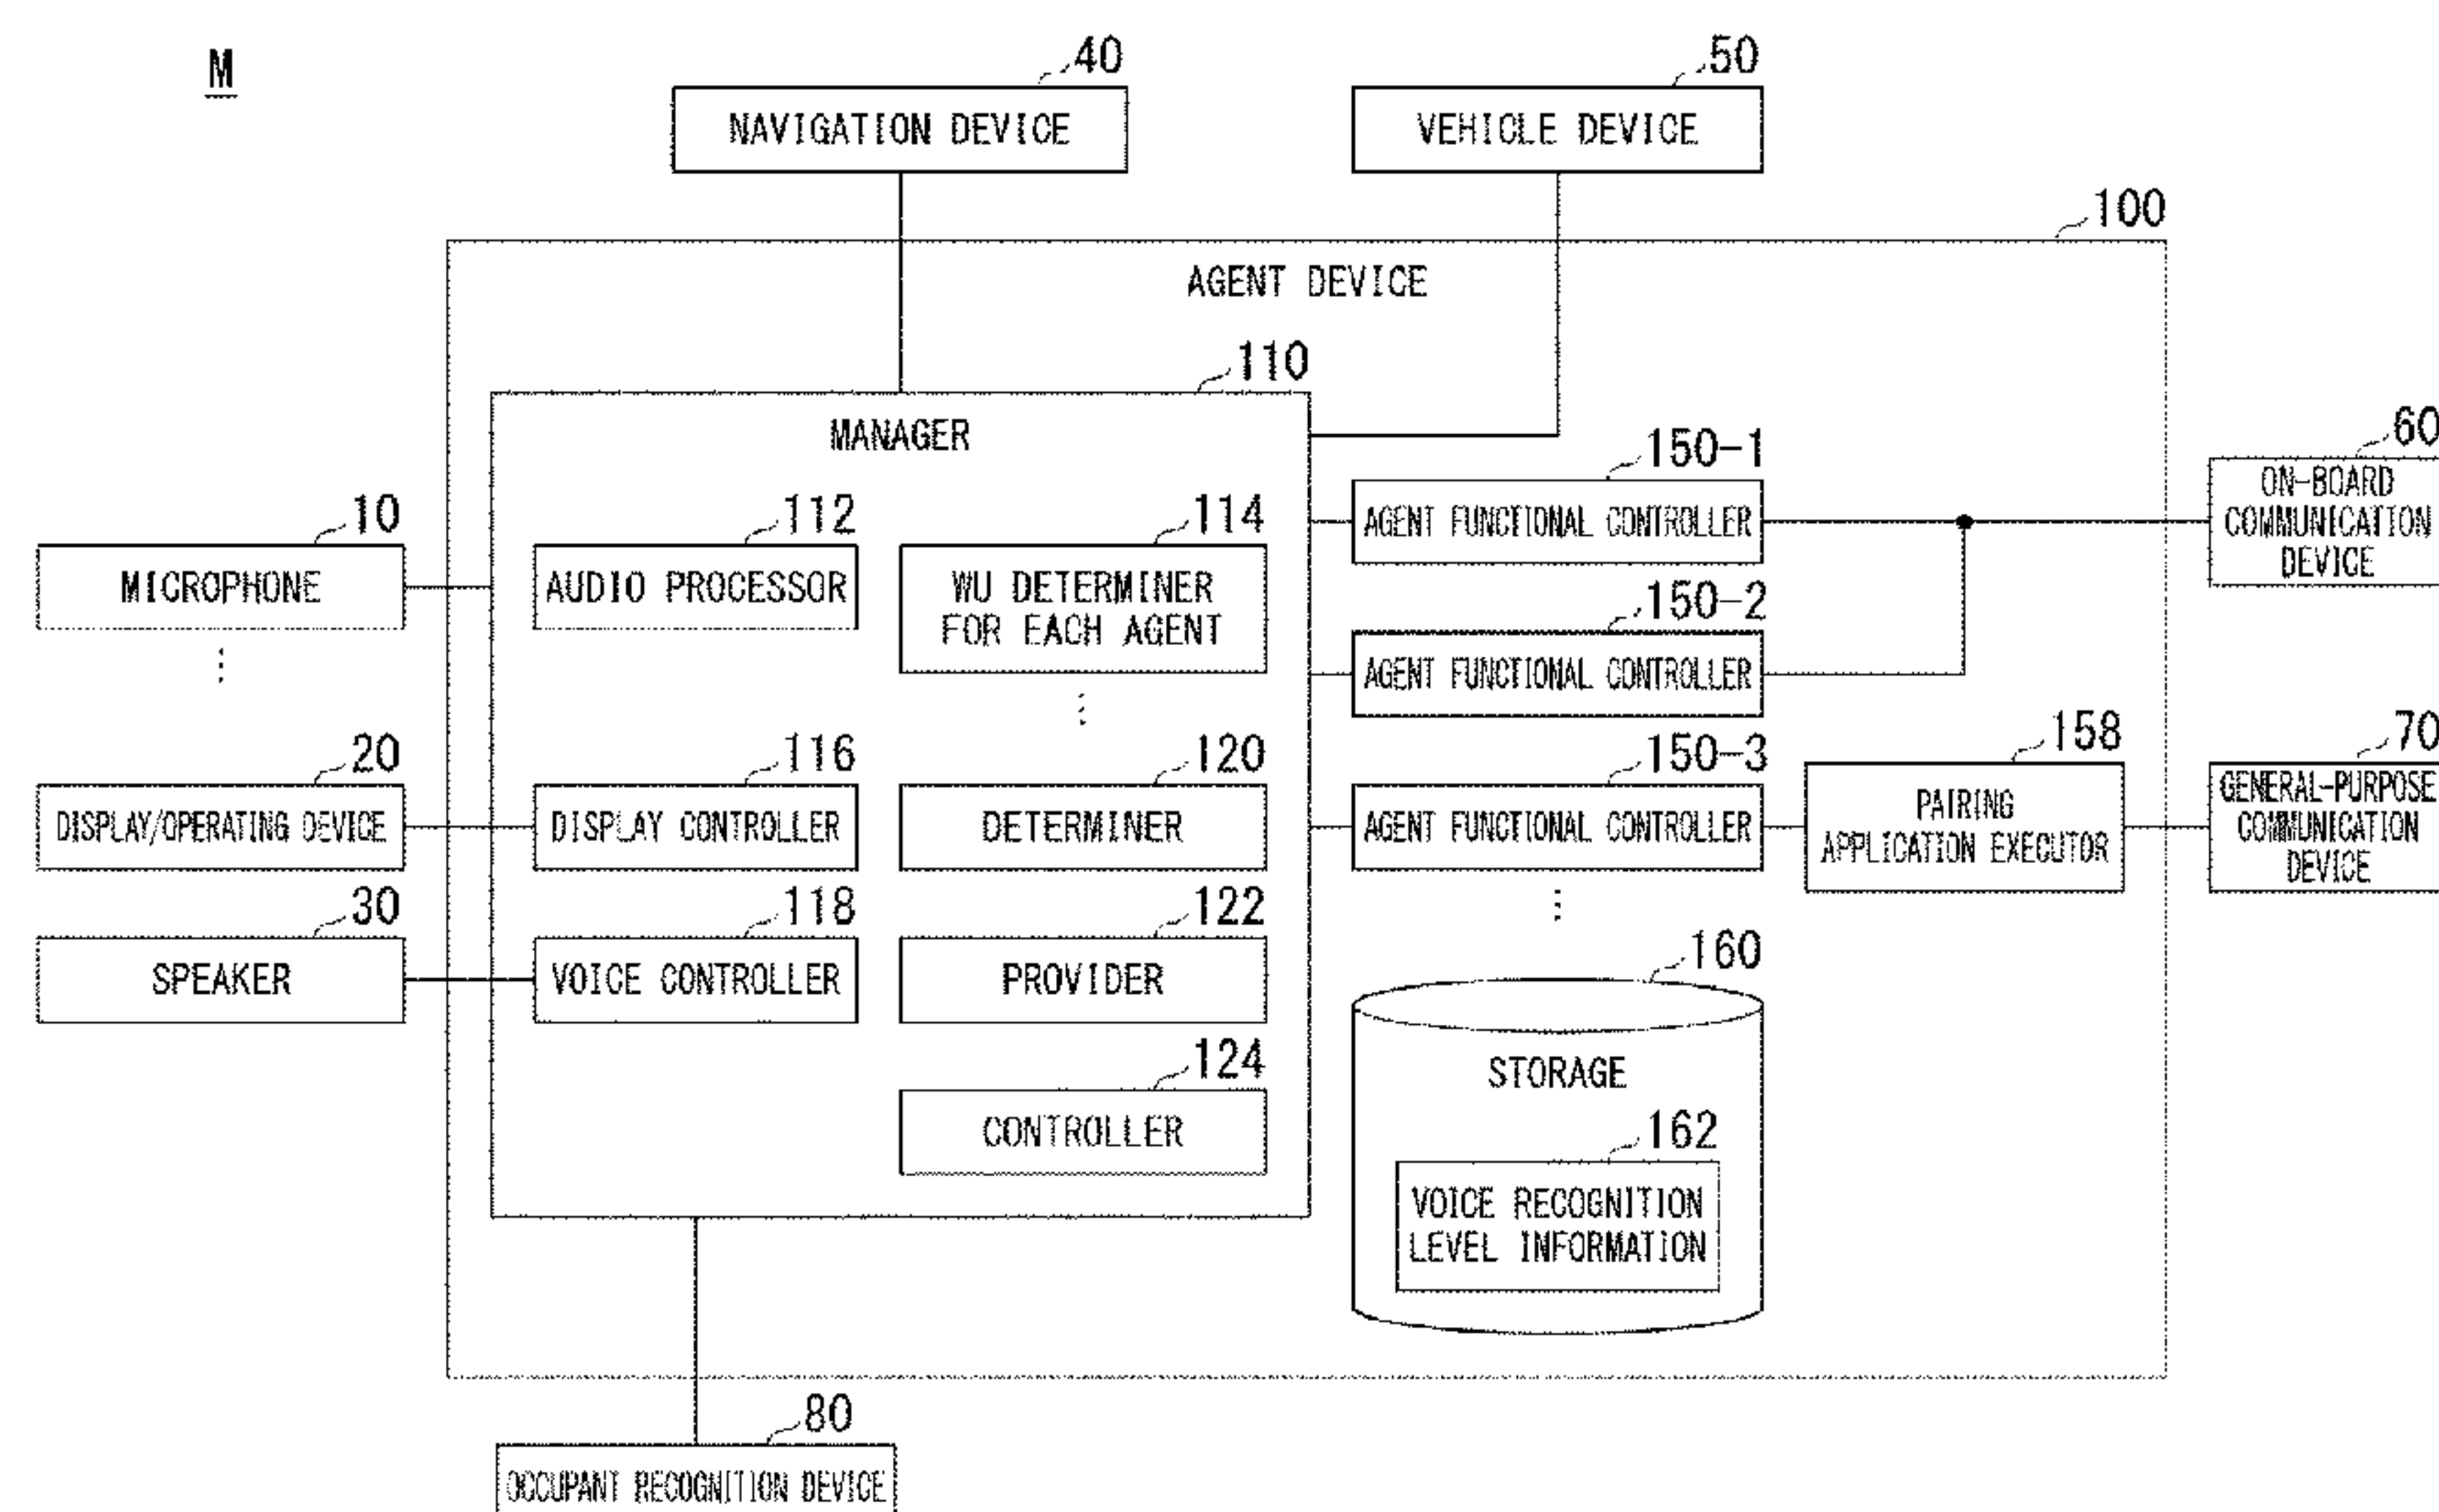 M
40
NAVIGATION DEVICE
50
VEHICLE DEVICE
100
AGENT DEVICE
110
MANAGER
10
MICROPHONE
20
DISPLAY/OPERATING DEVICE
30
SPEAKER
112
AUDIO PROCESSOR
114
WU DETERMINER
FOR EACH AGENT
116
DISPLAY CONTROLLER
118
VOICE CONTROLLER
120
DETERMINER
122
PROVIDER
124
CONTROLLER
150-1
AGENT FUNCTIONAL CONTROLLER
150-2
AGENT FUNCTIONAL CONTROLLER
150-3
AGENT FUNCTIONAL CONTROLLER
158
PAIRING
APPLICATION EXECUTOR
60
ON-BOARD
COMMUNICATION
DEVICE
70
GENERAL-PURPOSE
COMMUNICATION
DEVICE
160
STORAGE
162
VOICE RECOGNITION
LEVEL INFORMATION
80
OCCUPANT RECOGNITION DEVICE